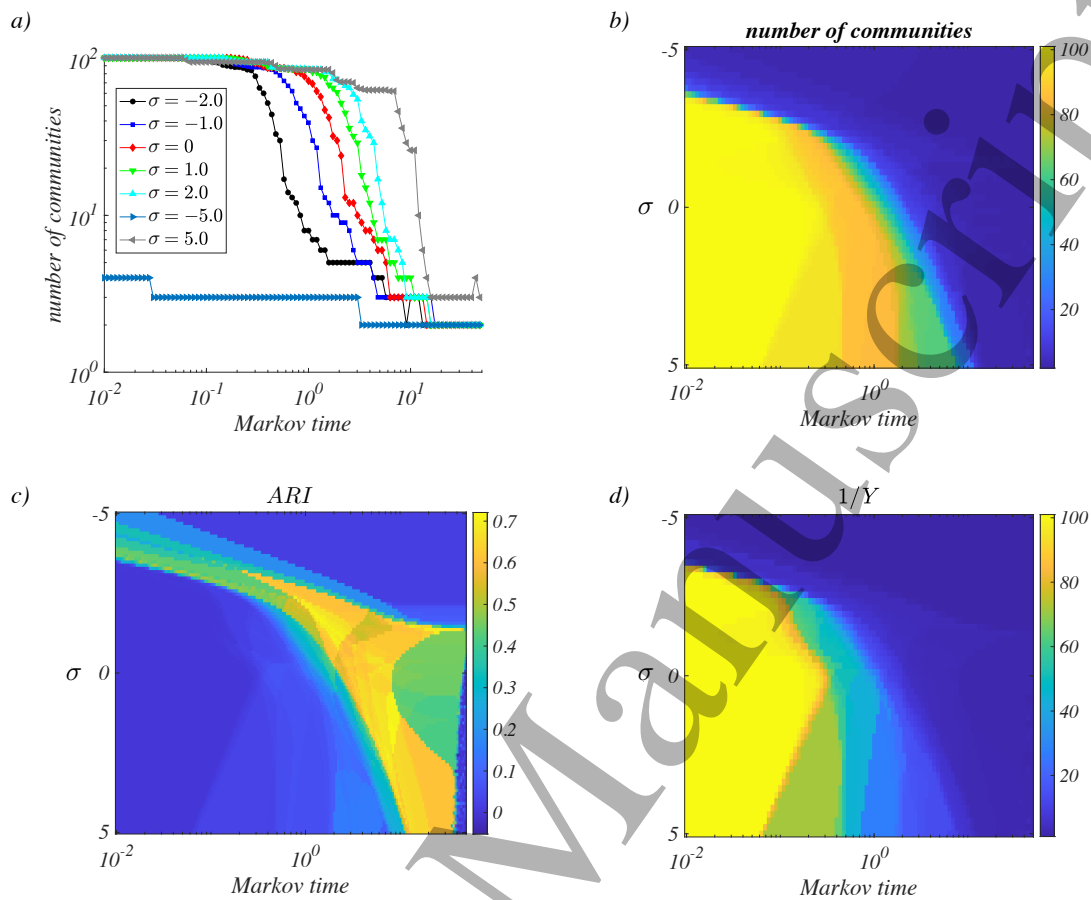 a)
10^2
10^1
10^0
number of communities
σ = −2.0
σ = −1.0
σ = 0
σ = 1.0
σ = 2.0
σ = −5.0
σ = 5.0
10^-2
10^-1
10^0
10^1
Markov time
b)
number of communities
-5
σ 0
5
10^-2
10^0
Markov time
100
80
60
40
20
c)
ARI
-5
σ 0
5
10^-2
10^0
Markov time
0.7
0.6
0.5
0.4
0.3
0.2
0.1
0
d)
1/Y
-5
σ 0
5
10^-2
10^0
Markov time
100
80
60
40
20
Manuscrip